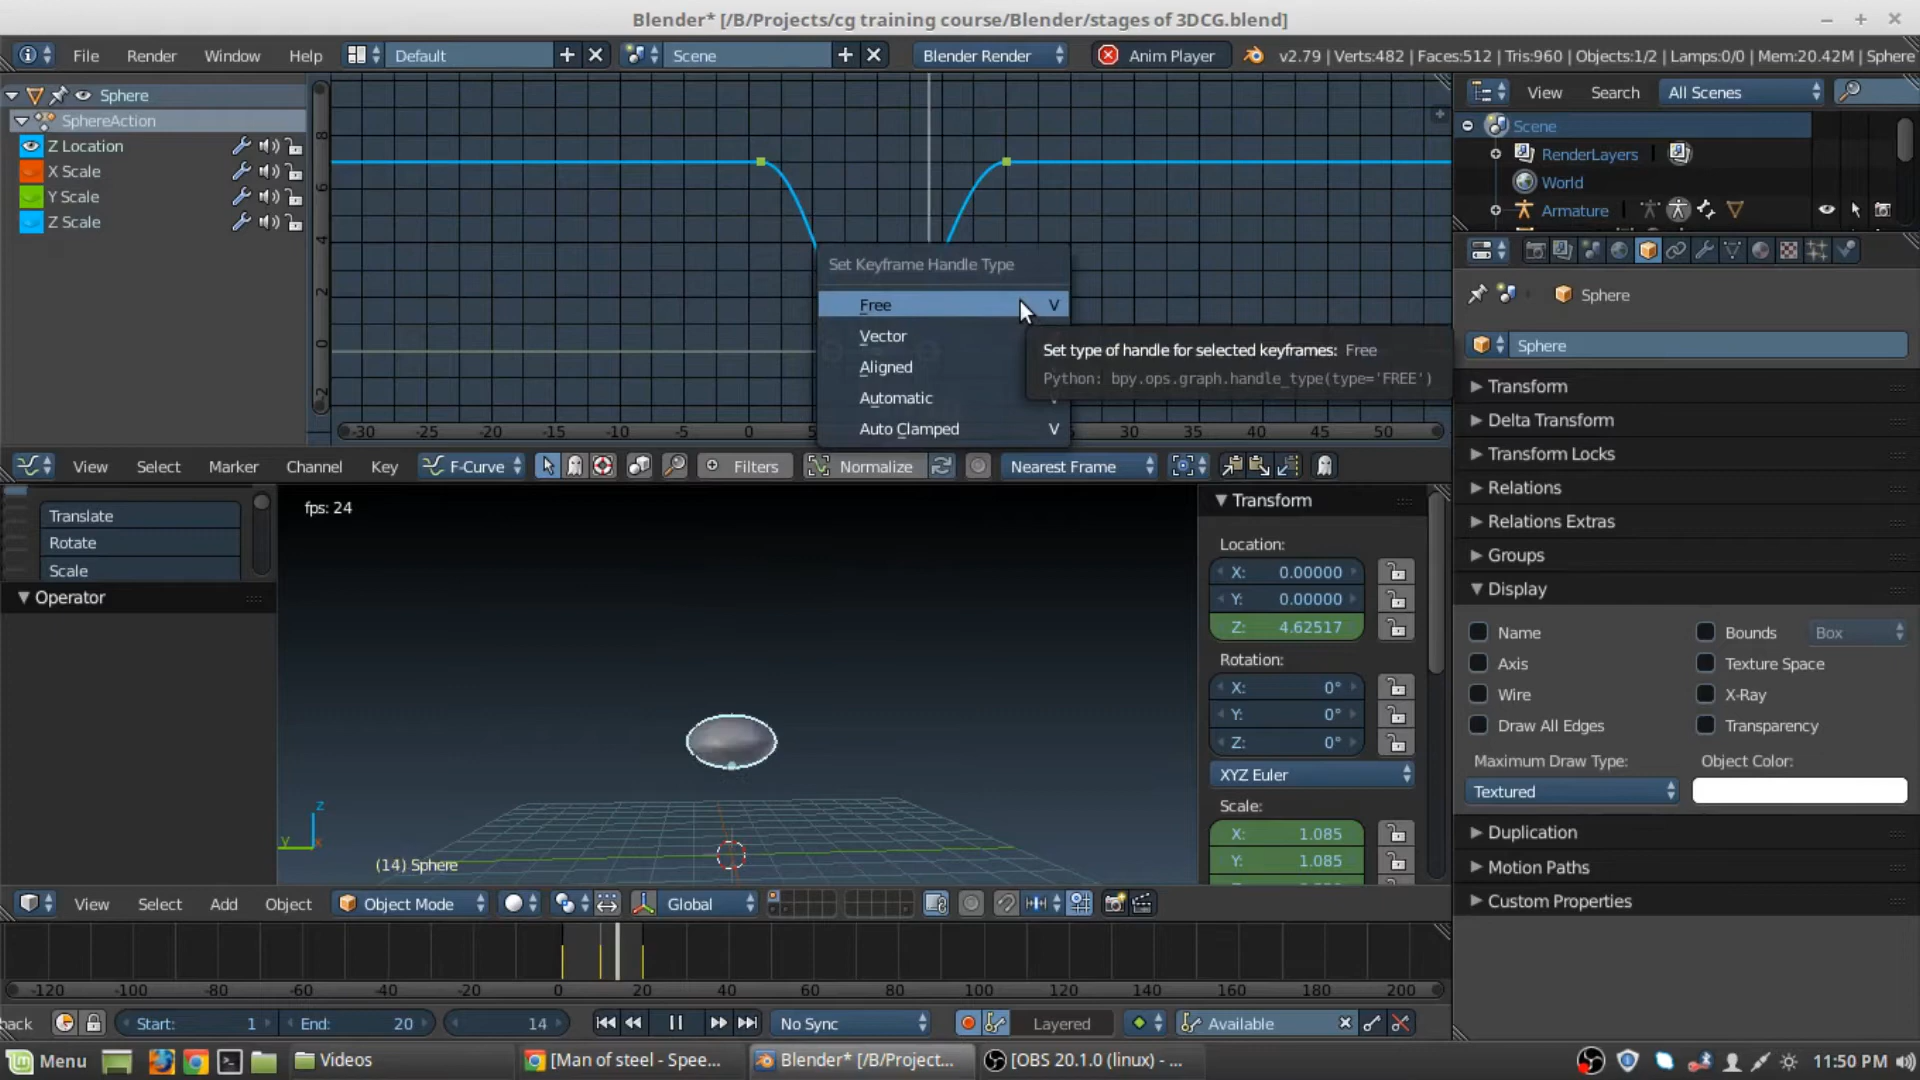 Blender* [/B/Projects/cg training course/Blender/stages of 3DCG.blend]
File Render Window Help Default Scene Blender Render Anim Player v2.79 | Verts:482 | Faces:512 | Tris:960 | Objects:1/2 | Lamps:0/0 | Mem:20.42M | Sphere
Sphere
SphereAction
Z Location
X Scale
Y Scale
Z Scale
8
6
4
2
0
-2
Set Keyframe Handle Type
Free V
Vector
Aligned
Automatic
Auto Clamped V
Set type of handle for selected keyframes: Free
Python: bpy.ops.graph.handle_type(type='FREE')
-30 -25 -20 -15 -10 -5 0 30 35 40 45 50
View Select Marker Channel Key F-Curve Filters Normalize Nearest Frame
View Search All Scenes
Scene
RenderLayers
World
Armature
Sphere
Sphere
Transform
Delta Transform
Transform Locks
Relations
Relations Extras
Groups
Display
Name Bounds Box
Axis Texture Space
Wire X-Ray
Draw All Edges Transparency
Maximum Draw Type: Object Color:
Textured
Duplication
Motion Paths
Custom Properties
Translate
Rotate
Scale
Operator
fps: 24
z
y
x
(14) Sphere
Transform
Location:
X: 0.00000
Y: 0.00000
Z: 4.62517
Rotation:
X: 0°
Y: 0°
Z: 0°
XYZ Euler
Scale:
X: 1.085
Y: 1.085
View Select Add Object Object Mode Global
-120 -100 -80 -60 -40 -20 0 20 40 60 80 100 120 140 160 180 200
back Start: 1 End: 20 14 No Sync Layered Available
Menu Videos [Man of steel - Spee... Blender* [/B/Project... [OBS 20.1.0 (linux) - ... 11:50 PM